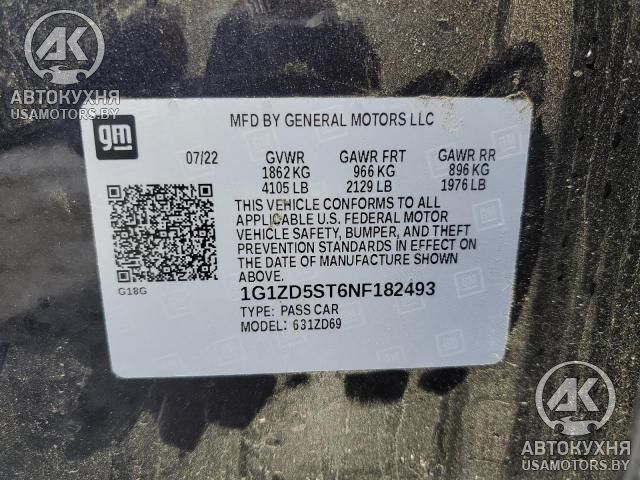 АК
АВТОКУХНЯ
USAMOTORS.BY
gm
MFD BY GENERAL MOTORS LLC
07/22 GVWR GAWR FRT GAWR RR
1862 KG 966 KG 896 KG
4105 LB 2129 LB 1976 LB
THIS VEHICLE CONFORMS TO ALL
APPLICABLE U.S. FEDERAL MOTOR
VEHICLE SAFETY, BUMPER, AND THEFT
PREVENTION STANDARDS IN EFFECT ON
THE DATE OF MANUFACTURE SHOWN
ABOVE.
G18G
1G1ZD5ST6NF182493
TYPE: PASS CAR
MODEL: 631ZD69
АК
АВТОКУХНЯ
USAMOTORS.BY